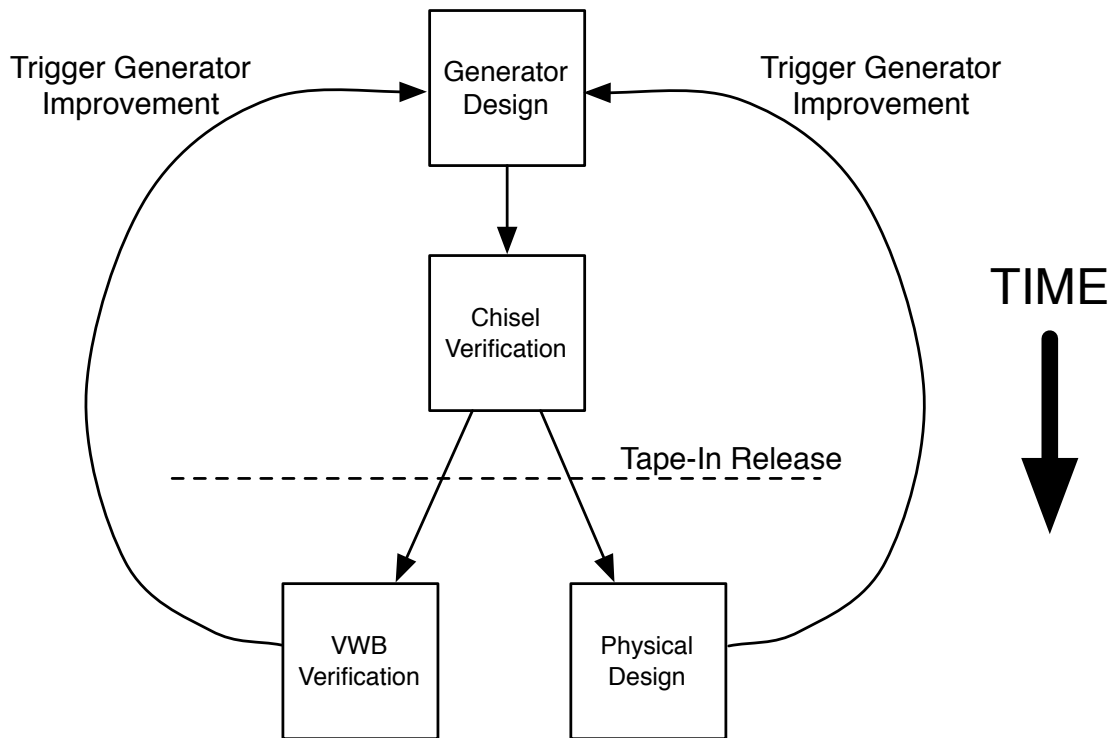 Trigger Generator
Improvement
Generator
Design
Trigger Generator
Improvement
Chisel
Verification
TIME
Tape-In Release
VWB
Verification
Physical
Design